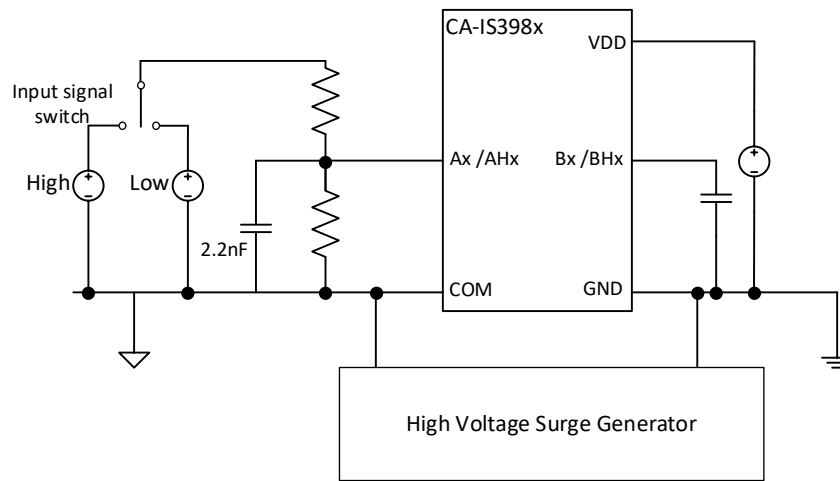 CA-IS398x
VDD
Input signal
switch
Ax /AHx
Bx /BHx
High
Low
+
−
+
−
+
−
2.2nF
COM
GND
High Voltage Surge Generator